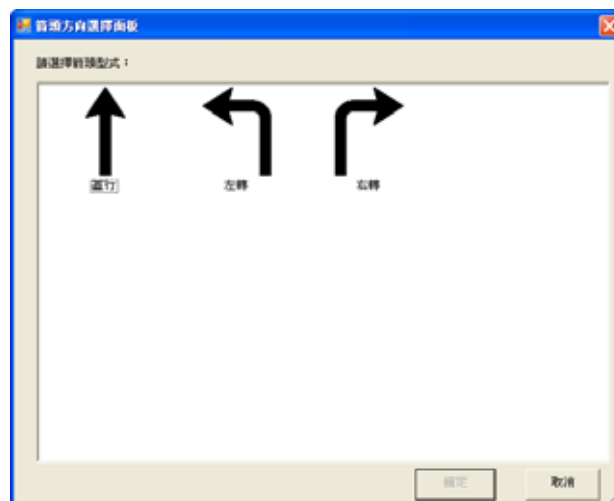 箭頭方向選擇面板
請選擇箭頭型式：
直行
左轉
右轉
確定
取消